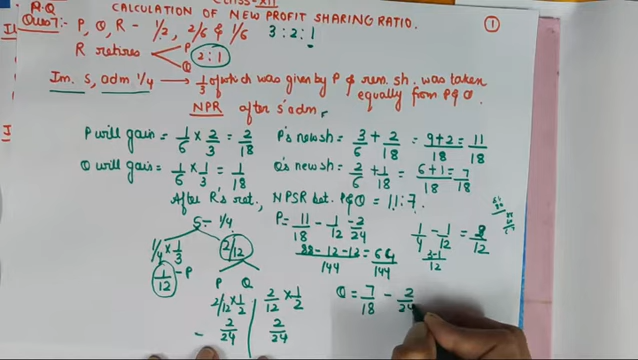 P.Q
CLASS-XII
CALCULATION OF NEW PROFIT SHARING RATIO.
①
Quest: - P, Q, R - 1/2, 2/6 & 1/6 3:2:1
R retires P 2:1
Q
Im. S, adm. 1/4 → 1/3 of which was given by P & rem. sh. was taken
equally from P & Q.
NPR after S' adm.
P will gain = 1/6 × 2/3 = 2/18
P's new sh = 3/6 + 2/18 = 9+2/18 = 11/18
Q will gain = 1/6 × 1/3 = 1/18
Q's new sh = 2/6 + 1/18 = 6+1/18 = 7/18
After R's ret., NPSR bet. P & Q = 11:7.
S - 1/4
P = 11/18 - 1/12 - 2/24
1/4 - 1/12 = 2/12
3-1/12
1/4 × 1/3 2/12
88-12-12/144 = 64/144
1/12 - P
P Q
2/12 × 1/2 2/12 × 1/2
Q = 7/18 - 2/24
- 2/24 2/24